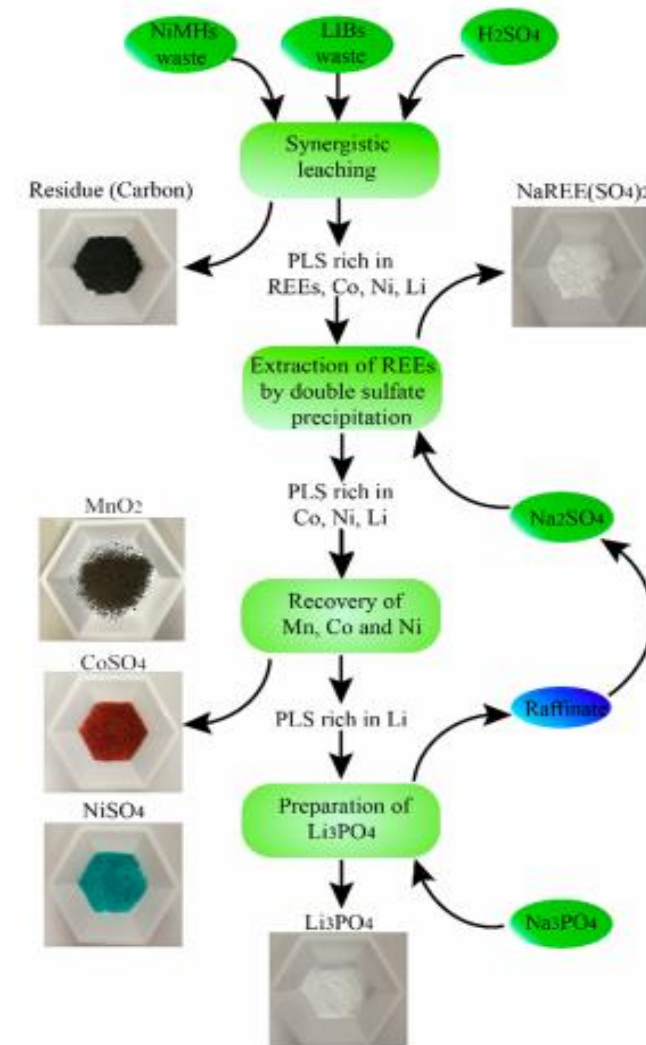 NiMHs
waste
LIBs
waste
H2SO4
Synergistic
leaching
Residue (Carbon)
NaREE(SO4)2
PLS rich in
REEs, Co, Ni, Li
Extraction of REEs
by double sulfate
precipitation
PLS rich in
Co, Ni, Li
MnO2
Na2SO4
Recovery of
Mn, Co and Ni
CoSO4
PLS rich in Li
Raffinate
NiSO4
Preparation of
Li3PO4
Li3PO4
Na3PO4